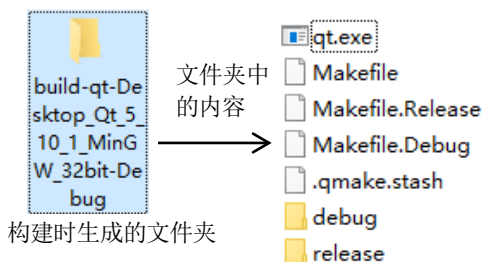 build-qt-De
sktop_Qt_5_
10_1_MinG
W_32bit-De
bug
构建时生成的文件夹
文件夹中
的内容
qt.exe
Makefile
Makefile.Release
Makefile.Debug
.qmake.stash
debug
release